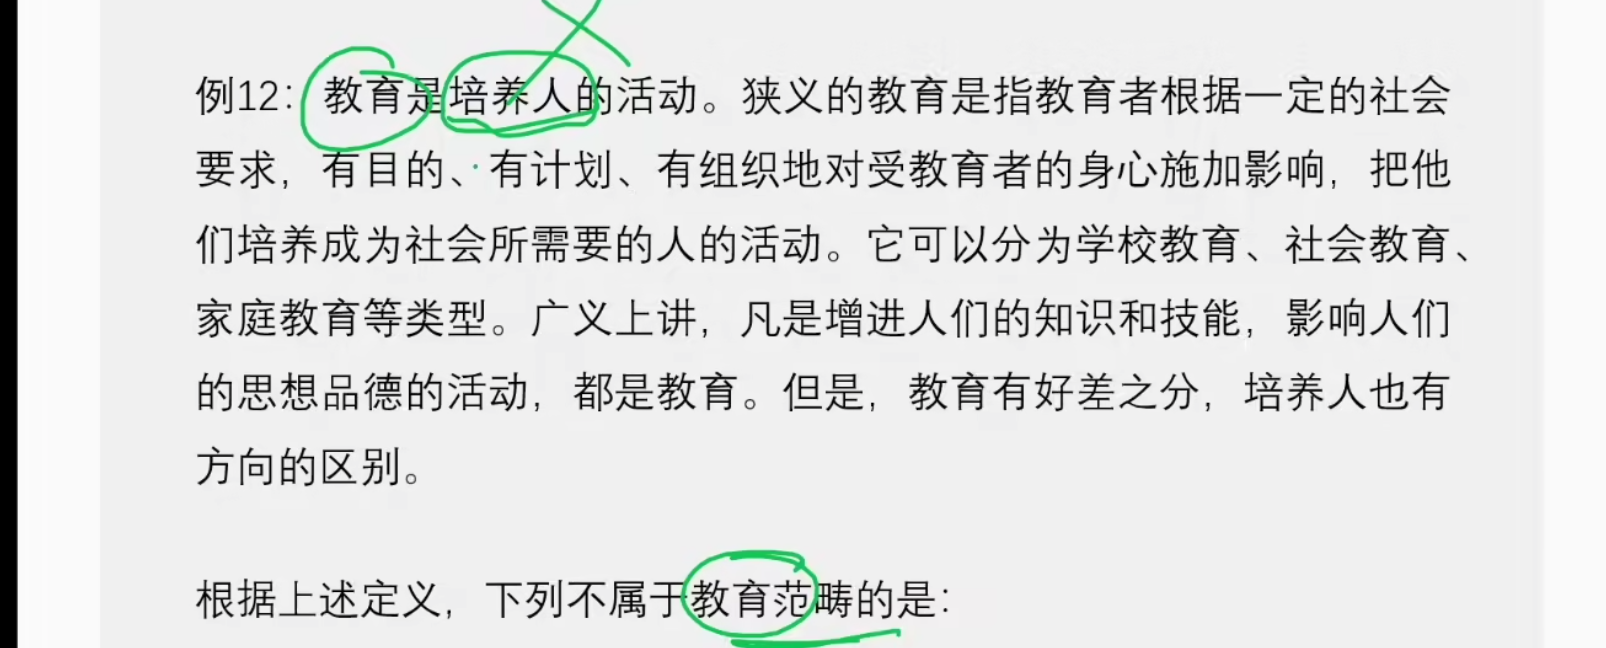 例12：教育是培养人的活动。狭义的教育是指教育者根据一定的社会
要求，有目的、有计划、有组织地对受教育者的身心施加影响，把他
们培养成为社会所需要的人的活动。它可以分为学校教育、社会教育、
家庭教育等类型。广义上讲，凡是增进人们的知识和技能，影响人们
的思想品德的活动，都是教育。但是，教育有好差之分，培养人也有
方向的区别。
根据上述定义，下列不属于教育范畴的是：